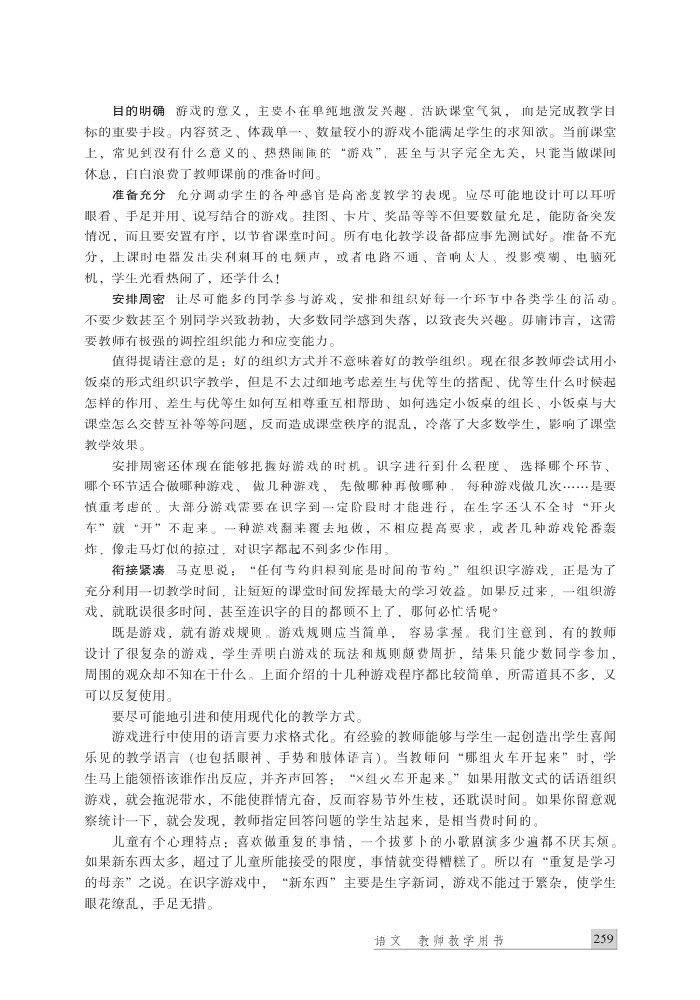 目的明确 游戏的意义，主要不在单纯地激发兴趣、活跃课堂气氛，而是完成教学目
标的重要手段。内容贫乏、体裁单一、数量较小的游戏不能满足学生的求知欲。当前课堂
上，常见到没有什么意义的、热热闹闹的“游戏”，甚至与识字完全无关，只能当做课间
休息，白白浪费了教师课前的准备时间。
准备充分 充分调动学生的各种感官是高密度教学的表现。应尽可能地设计可以耳听
眼看、手足并用、说写结合的游戏。挂图、卡片、奖品等等不但要数量充足，能防备突发
情况，而且要安置有序，以节省课堂时间。所有电化教学设备都应事先测试好。准备不充
分，上课时电器发出尖利刺耳的电频声，或者电路不通、音响太大、投影模糊、电脑死
机，学生光看热闹了，还学什么！
安排周密 让尽可能多的同学参与游戏，安排和组织好每一个环节中各类学生的活动。
不要少数甚至个别同学兴致勃勃，大多数同学感到失落，以致丧失兴趣。毋庸讳言，这需
要教师有极强的调控组织能力和应变能力。
值得提请注意的是：好的组织方式并不意味着好的教学组织。现在很多教师尝试用小
饭桌的形式组织识字教学，但是不太过细地考虑差生与优等生的搭配、优等生什么时候起
怎样的作用、差生与优等生如何互相尊重互相帮助、如何选定小饭桌的组长、小饭桌与大
课堂怎么交替互补等等问题，反而造成课堂秩序的混乱，冷落了大多数学生，影响了课堂
教学效果。
安排周密还体现在能够把握好游戏的时机。识字进行到什么程度、选择哪个环节、
哪个环节适合做哪种游戏、做几种游戏、先做哪种再做哪种、每种游戏做几次……是要
慎重考虑的。大部分游戏需要在识字到一定阶段时才能进行，在生字还认不全时“开火
车”就“开”不起来。一种游戏翻来覆去地做，不相应提高要求，或者几种游戏轮番轰
炸，像走马灯似的掠过，对识字都起不到多少作用。
衔接紧凑 马克思说：“任何节约归根到底是时间的节约。”组织识字游戏，正是为了
充分利用一切教学时间，让短短的课堂时间发挥最大的学习效益。如果反过来，一组织游
戏，就耽误很多时间，甚至连识字的目的都顾不上了，那何必忙活呢？
既是游戏，就有游戏规则。游戏规则应当简单，容易掌握。我们注意到，有的教师
设计了很复杂的游戏，学生弄明白游戏的玩法和规则颇费周折，结果只能少数同学参加，
周围的观众却不知在干什么。上面介绍的十几种游戏程序都比较简单，所需道具不多，又
可以反复使用。
要尽可能地引进和使用现代化的教学方式。
游戏进行中使用的语言要力求格式化。有经验的教师能够与学生一起创造出学生喜闻
乐见的教学语言（也包括眼神、手势和肢体语言）。当教师问“哪组火车开起来”时，学
生马上能领悟该谁作出反应，并齐声回答：“×组火车开起来。”如果用散文式的话语组织
游戏，就会拖泥带水，不能使群情亢奋，反而容易节外生枝，还耽误时间。如果你留意观
察统计一下，就会发现，教师指定回答问题的学生站起来，是相当费时间的。
儿童有个心理特点：喜欢做重复的事情，一个拔萝卜的小歌剧演多少遍都不厌其烦。
如果新东西太多，超过了儿童所能接受的限度，事情就变得糟糕了。所以有“重复是学习
的母亲”之说。在识字游戏中，“新东西”主要是生字新词，游戏不能过于繁杂，使学生
眼花缭乱，手足无措。
语文 教师教学用书 259